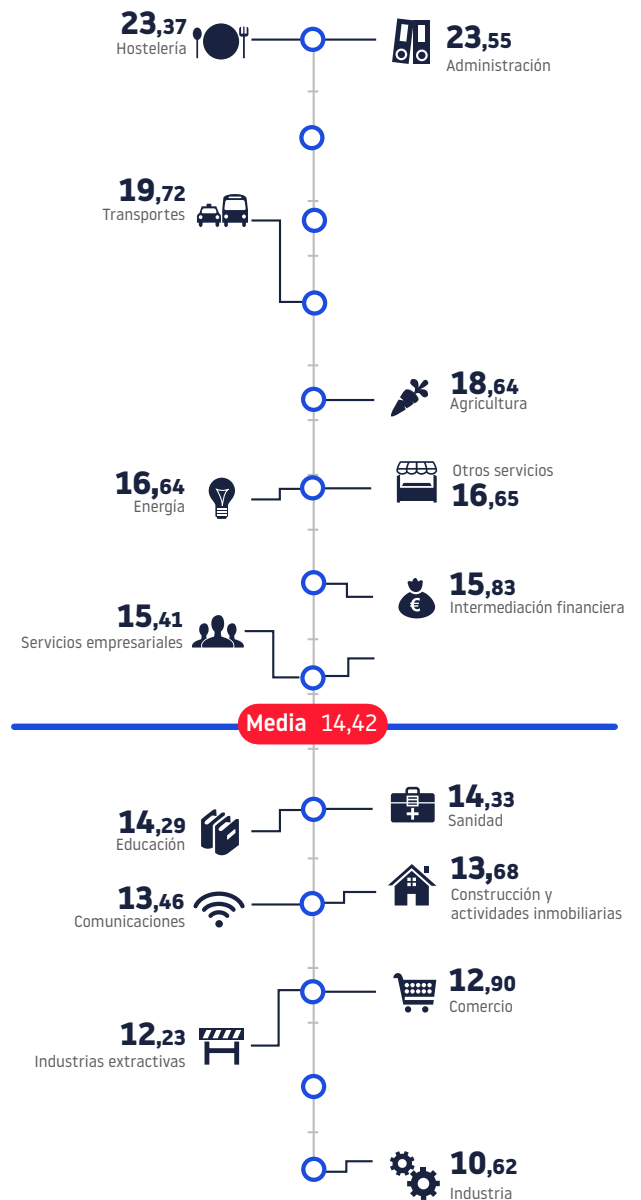 23,37
Hostelería
23,55
Administración
19,72
Transportes
18,64
Agricultura
16,64
Energía
Otros servicios
16,65
15,83
Intermediación financiera
15,41
Servicios empresariales
Media 14,42
14,33
Sanidad
14,29
Educación
13,68
Construcción y
actividades inmobiliarias
13,46
Comunicaciones
12,90
Comercio
12,23
Industrias extractivas
10,62
Industria